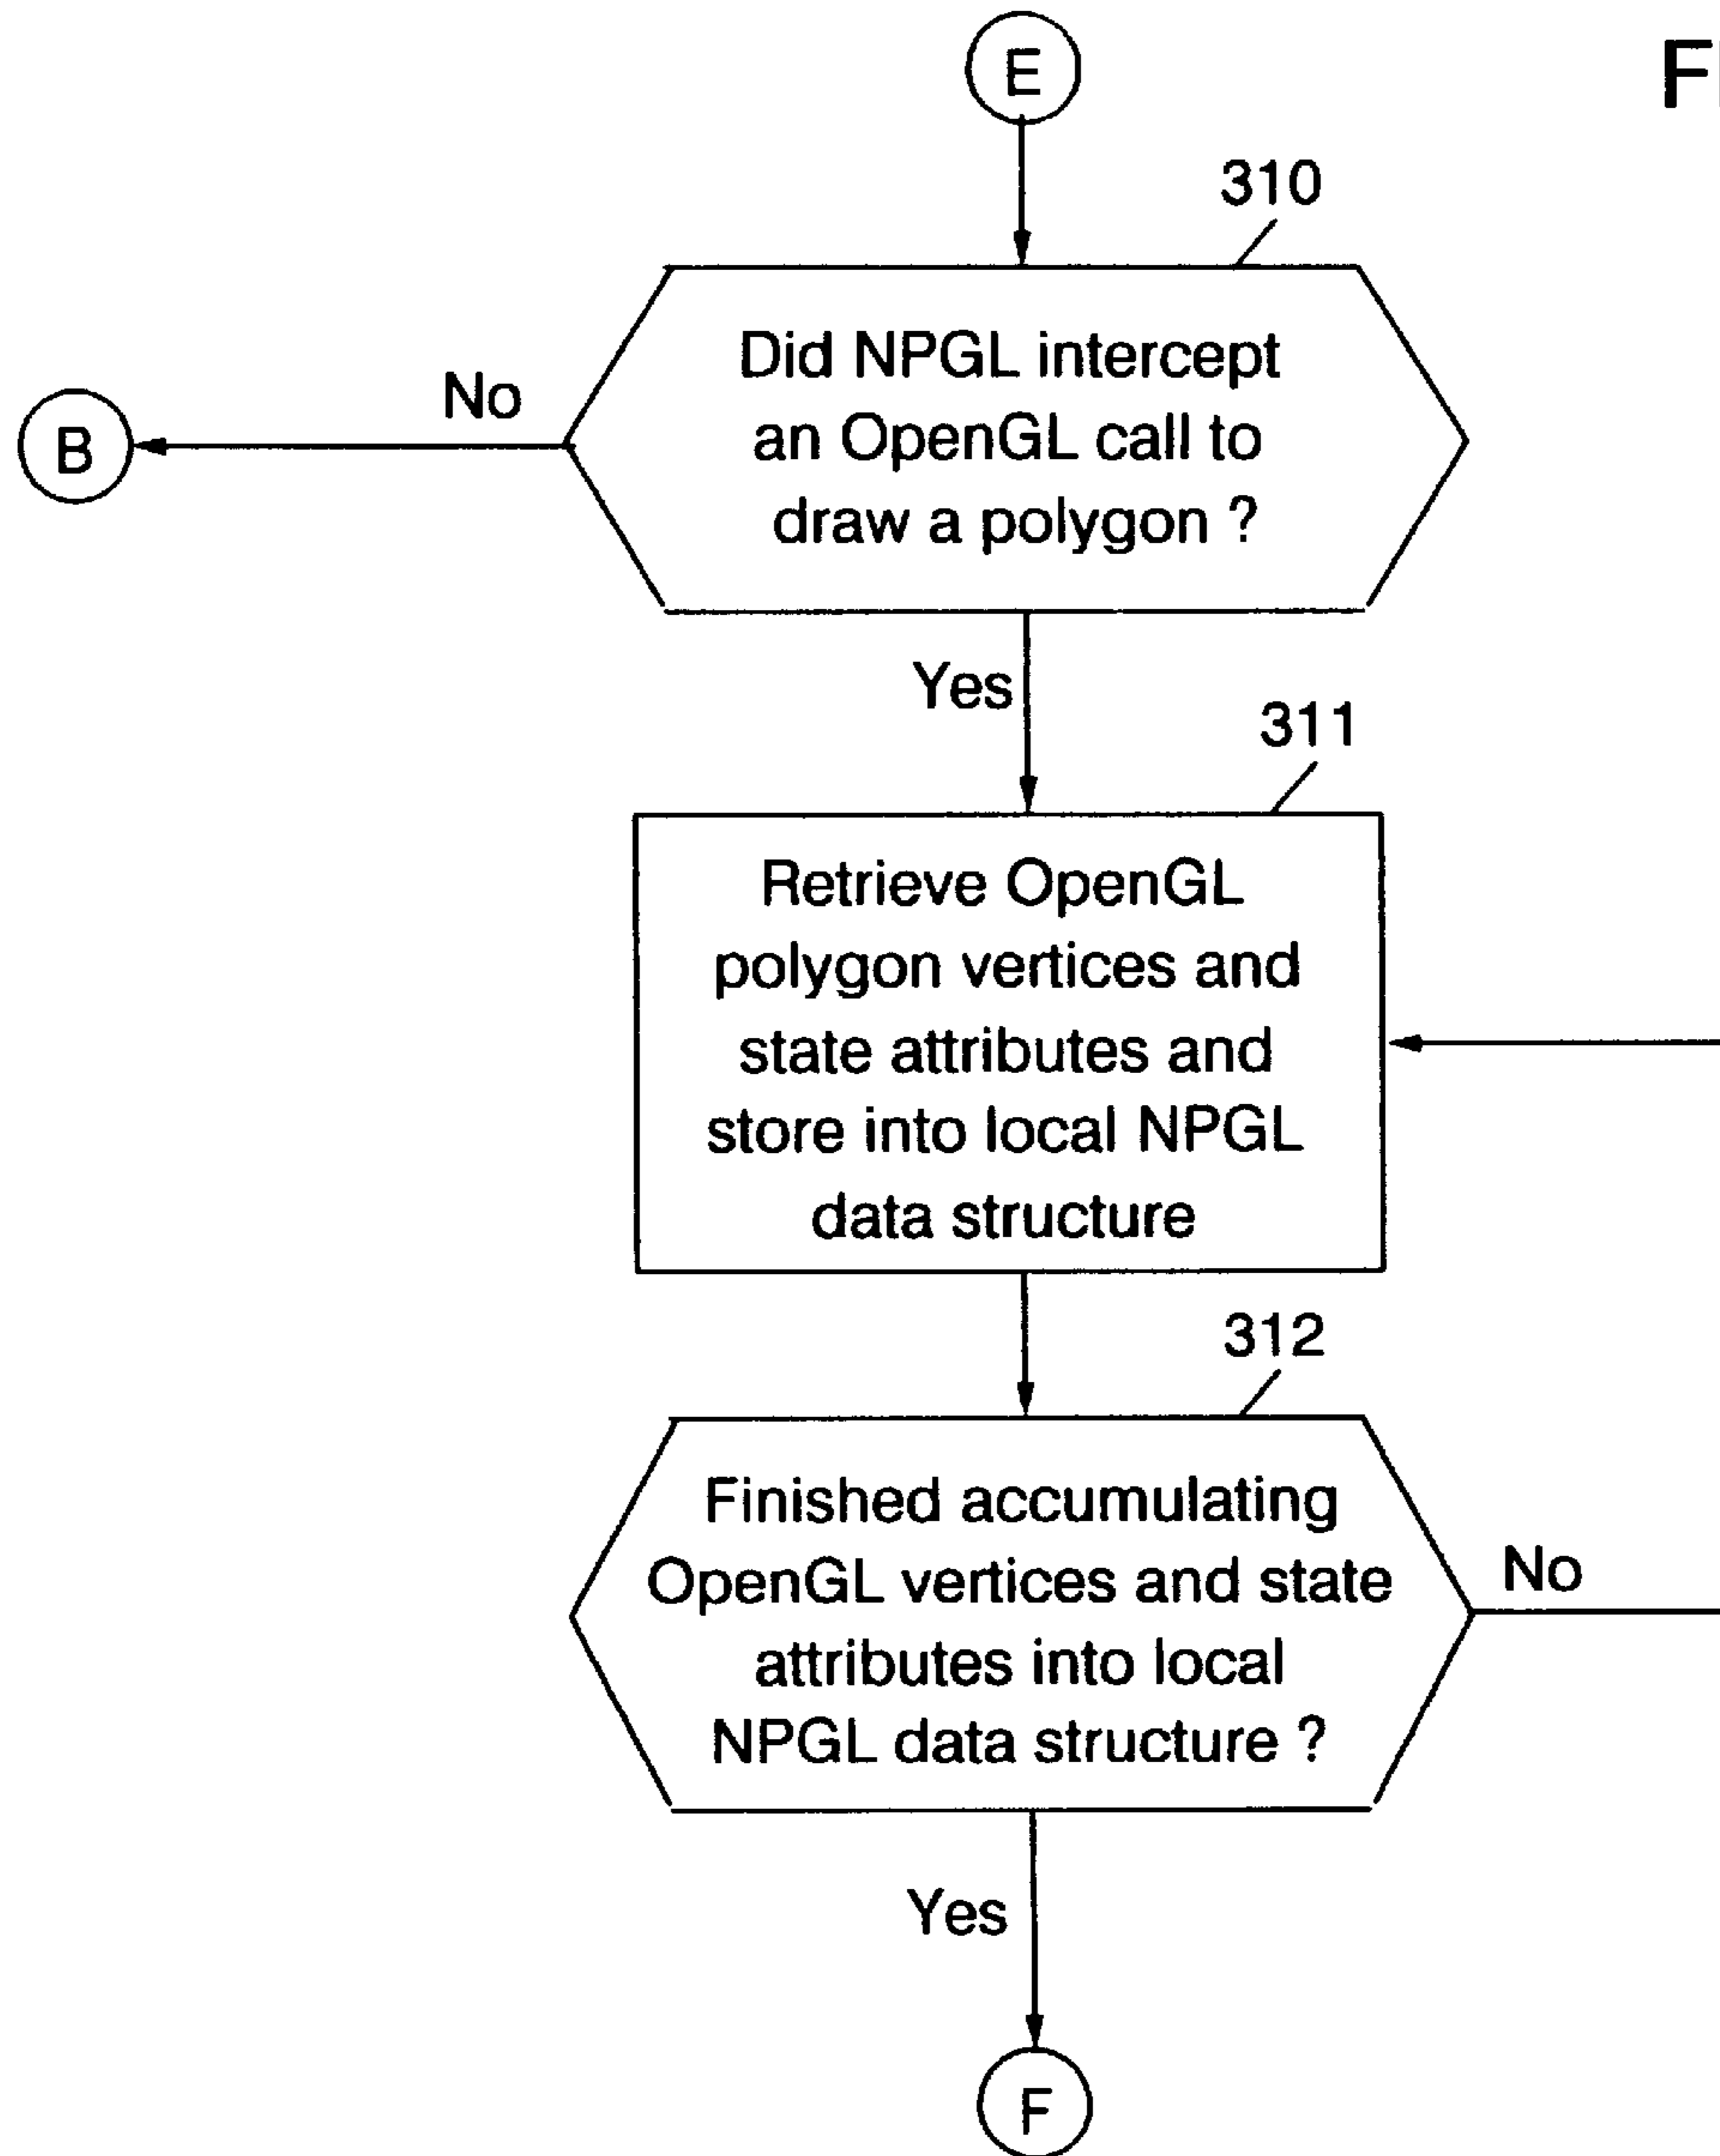 E
310
Did NPGL intercept
an OpenGL call to
draw a polygon ?
No
B
Yes
311
Retrieve OpenGL
polygon vertices and
state attributes and
store into local NPGL
data structure
312
Finished accumulating
OpenGL vertices and state
attributes into local
NPGL data structure ?
No
Yes
F